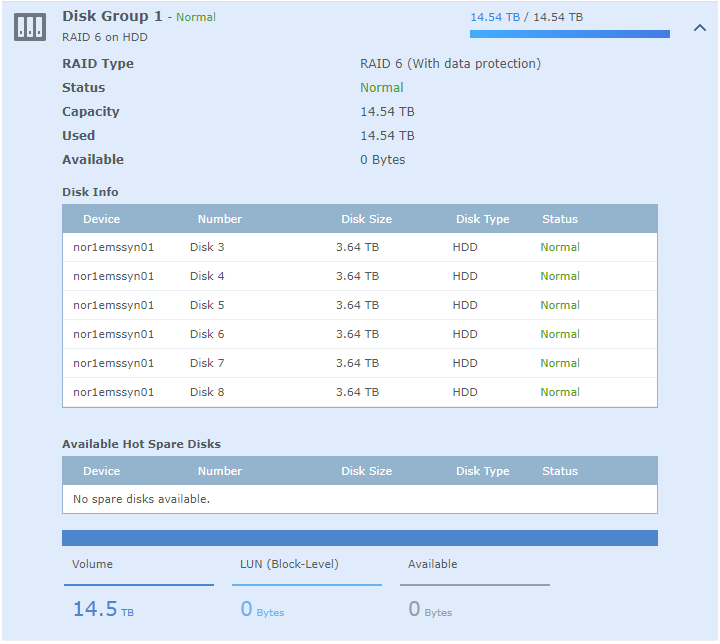 Disk Group 1 - Normal 14.54 TB / 14.54 TB
RAID 6 on HDD
RAID Type RAID 6 (With data protection)
Status Normal
Capacity 14.54 TB
Used 14.54 TB
Available 0 Bytes
Disk Info
Device Number Disk Size Disk Type Status
nor1emssyn01 Disk 3 3.64 TB HDD Normal
nor1emssyn01 Disk 4 3.64 TB HDD Normal
nor1emssyn01 Disk 5 3.64 TB HDD Normal
nor1emssyn01 Disk 6 3.64 TB HDD Normal
nor1emssyn01 Disk 7 3.64 TB HDD Normal
nor1emssyn01 Disk 8 3.64 TB HDD Normal
Available Hot Spare Disks
Device Number Disk Size Disk Type Status
No spare disks available.
Volume LUN (Block-Level) Available
14.5 TB 0 Bytes 0 Bytes